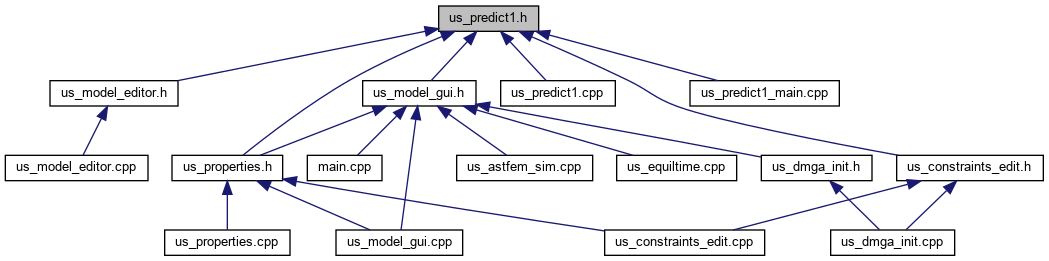 us_predict1.h
us_model_editor.h
us_model_gui.h
us_predict1.cpp
us_predict1_main.cpp
us_model_editor.cpp
us_properties.h
main.cpp
us_astfem_sim.cpp
us_equiltime.cpp
us_dmga_init.h
us_constraints_edit.h
us_properties.cpp
us_model_gui.cpp
us_constraints_edit.cpp
us_dmga_init.cpp